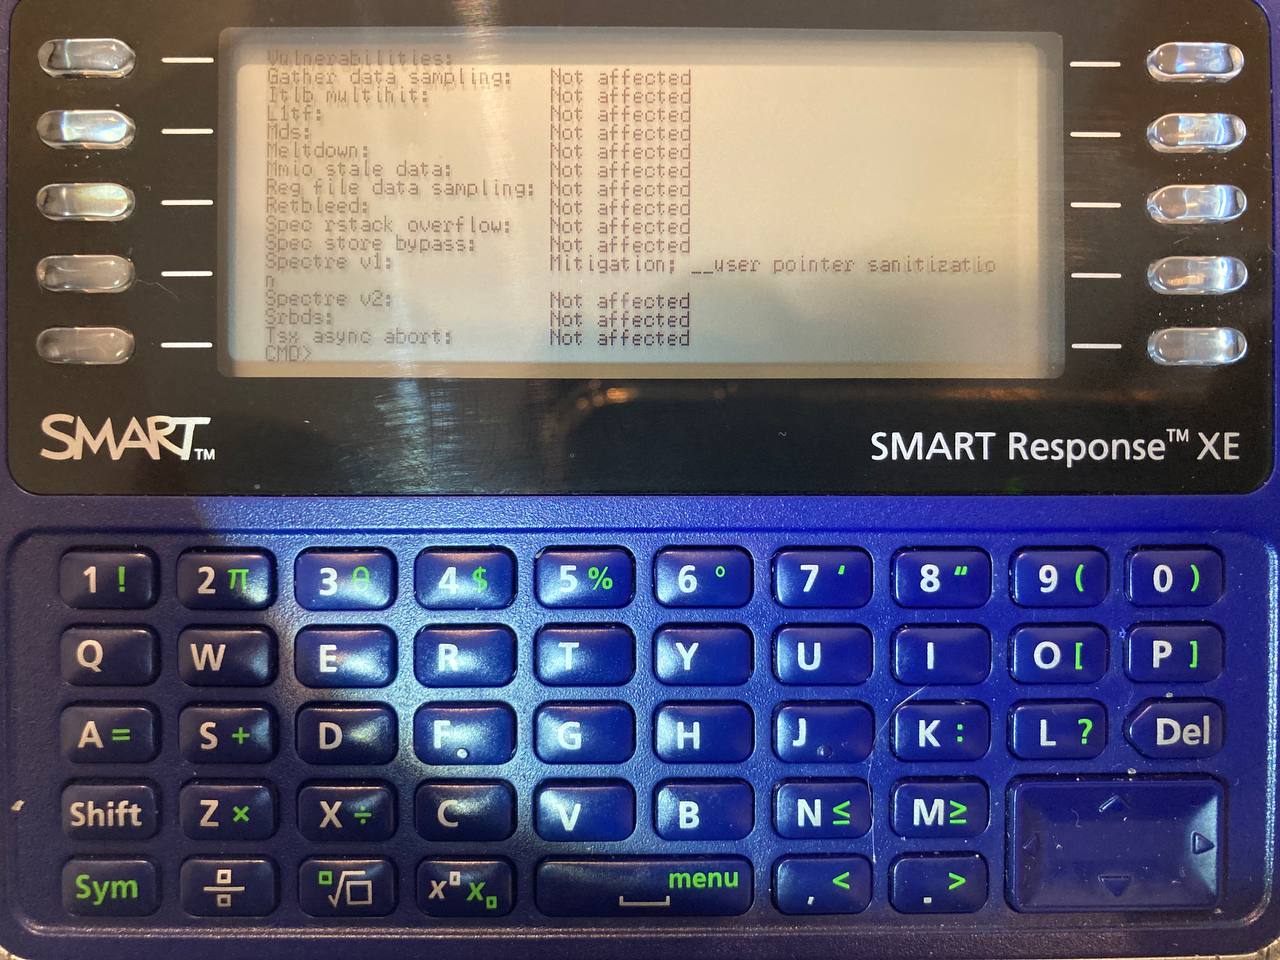 Vulnerabilities:
Gather data sampling: Not affected
Itlb multihit: Not affected
L1tf: Not affected
Mds: Not affected
Meltdown: Not affected
Mmio stale data: Not affected
Reg file data sampling: Not affected
Retbleed: Not affected
Spec rstack overflow: Not affected
Spec store bypass: Not affected
Spectre v1: Mitigation; __user pointer sanitizatio
n
Spectre v2: Not affected
Srbds: Not affected
Tsx async abort: Not affected
CMD>
SMART™ SMART Response™ XE
1 ! 2 π 3 θ 4 $ 5 % 6 ° 7 ' 8 " 9 ( 0 )
Q W E R T Y U I O [ P ]
A = S + D - F G H J K : L ? Del
Shift Z × X ÷ C V B N ≤ M ≥
Sym x x menu , < . >